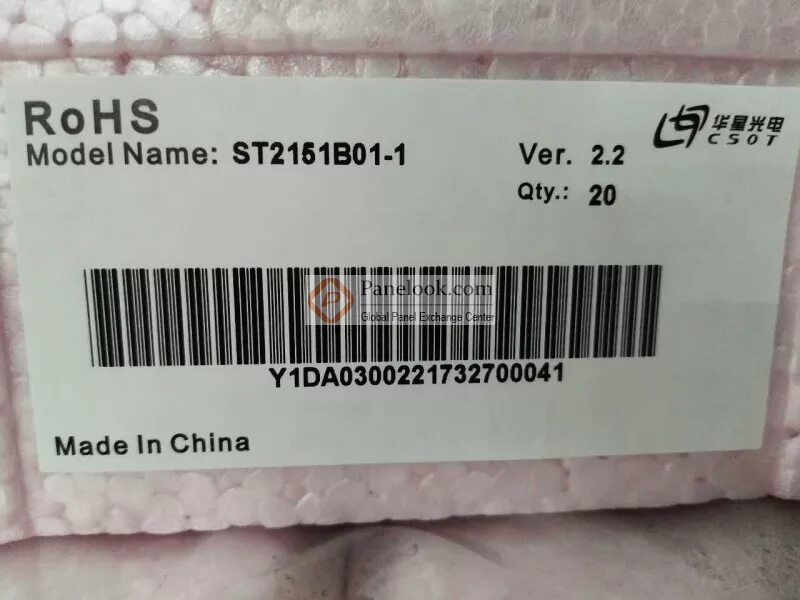 RoHS
华星光电
CSOT
Model Name: ST2151B01-1
Ver. 2.2
Qty.: 20
Panelook.com
Global Panel Exchange Center
Y1DA0300221732700041
Made In China